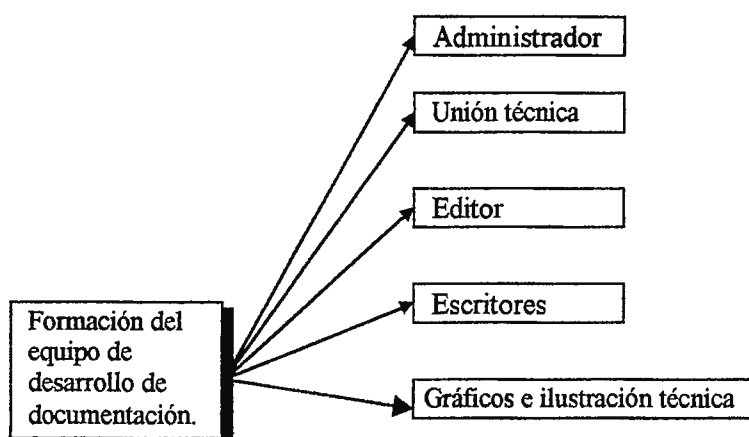 Administrador
Unión técnica
Editor
Escritores
Formación del
equipo de
desarrollo de
documentación.
Gráficos e ilustración técnica